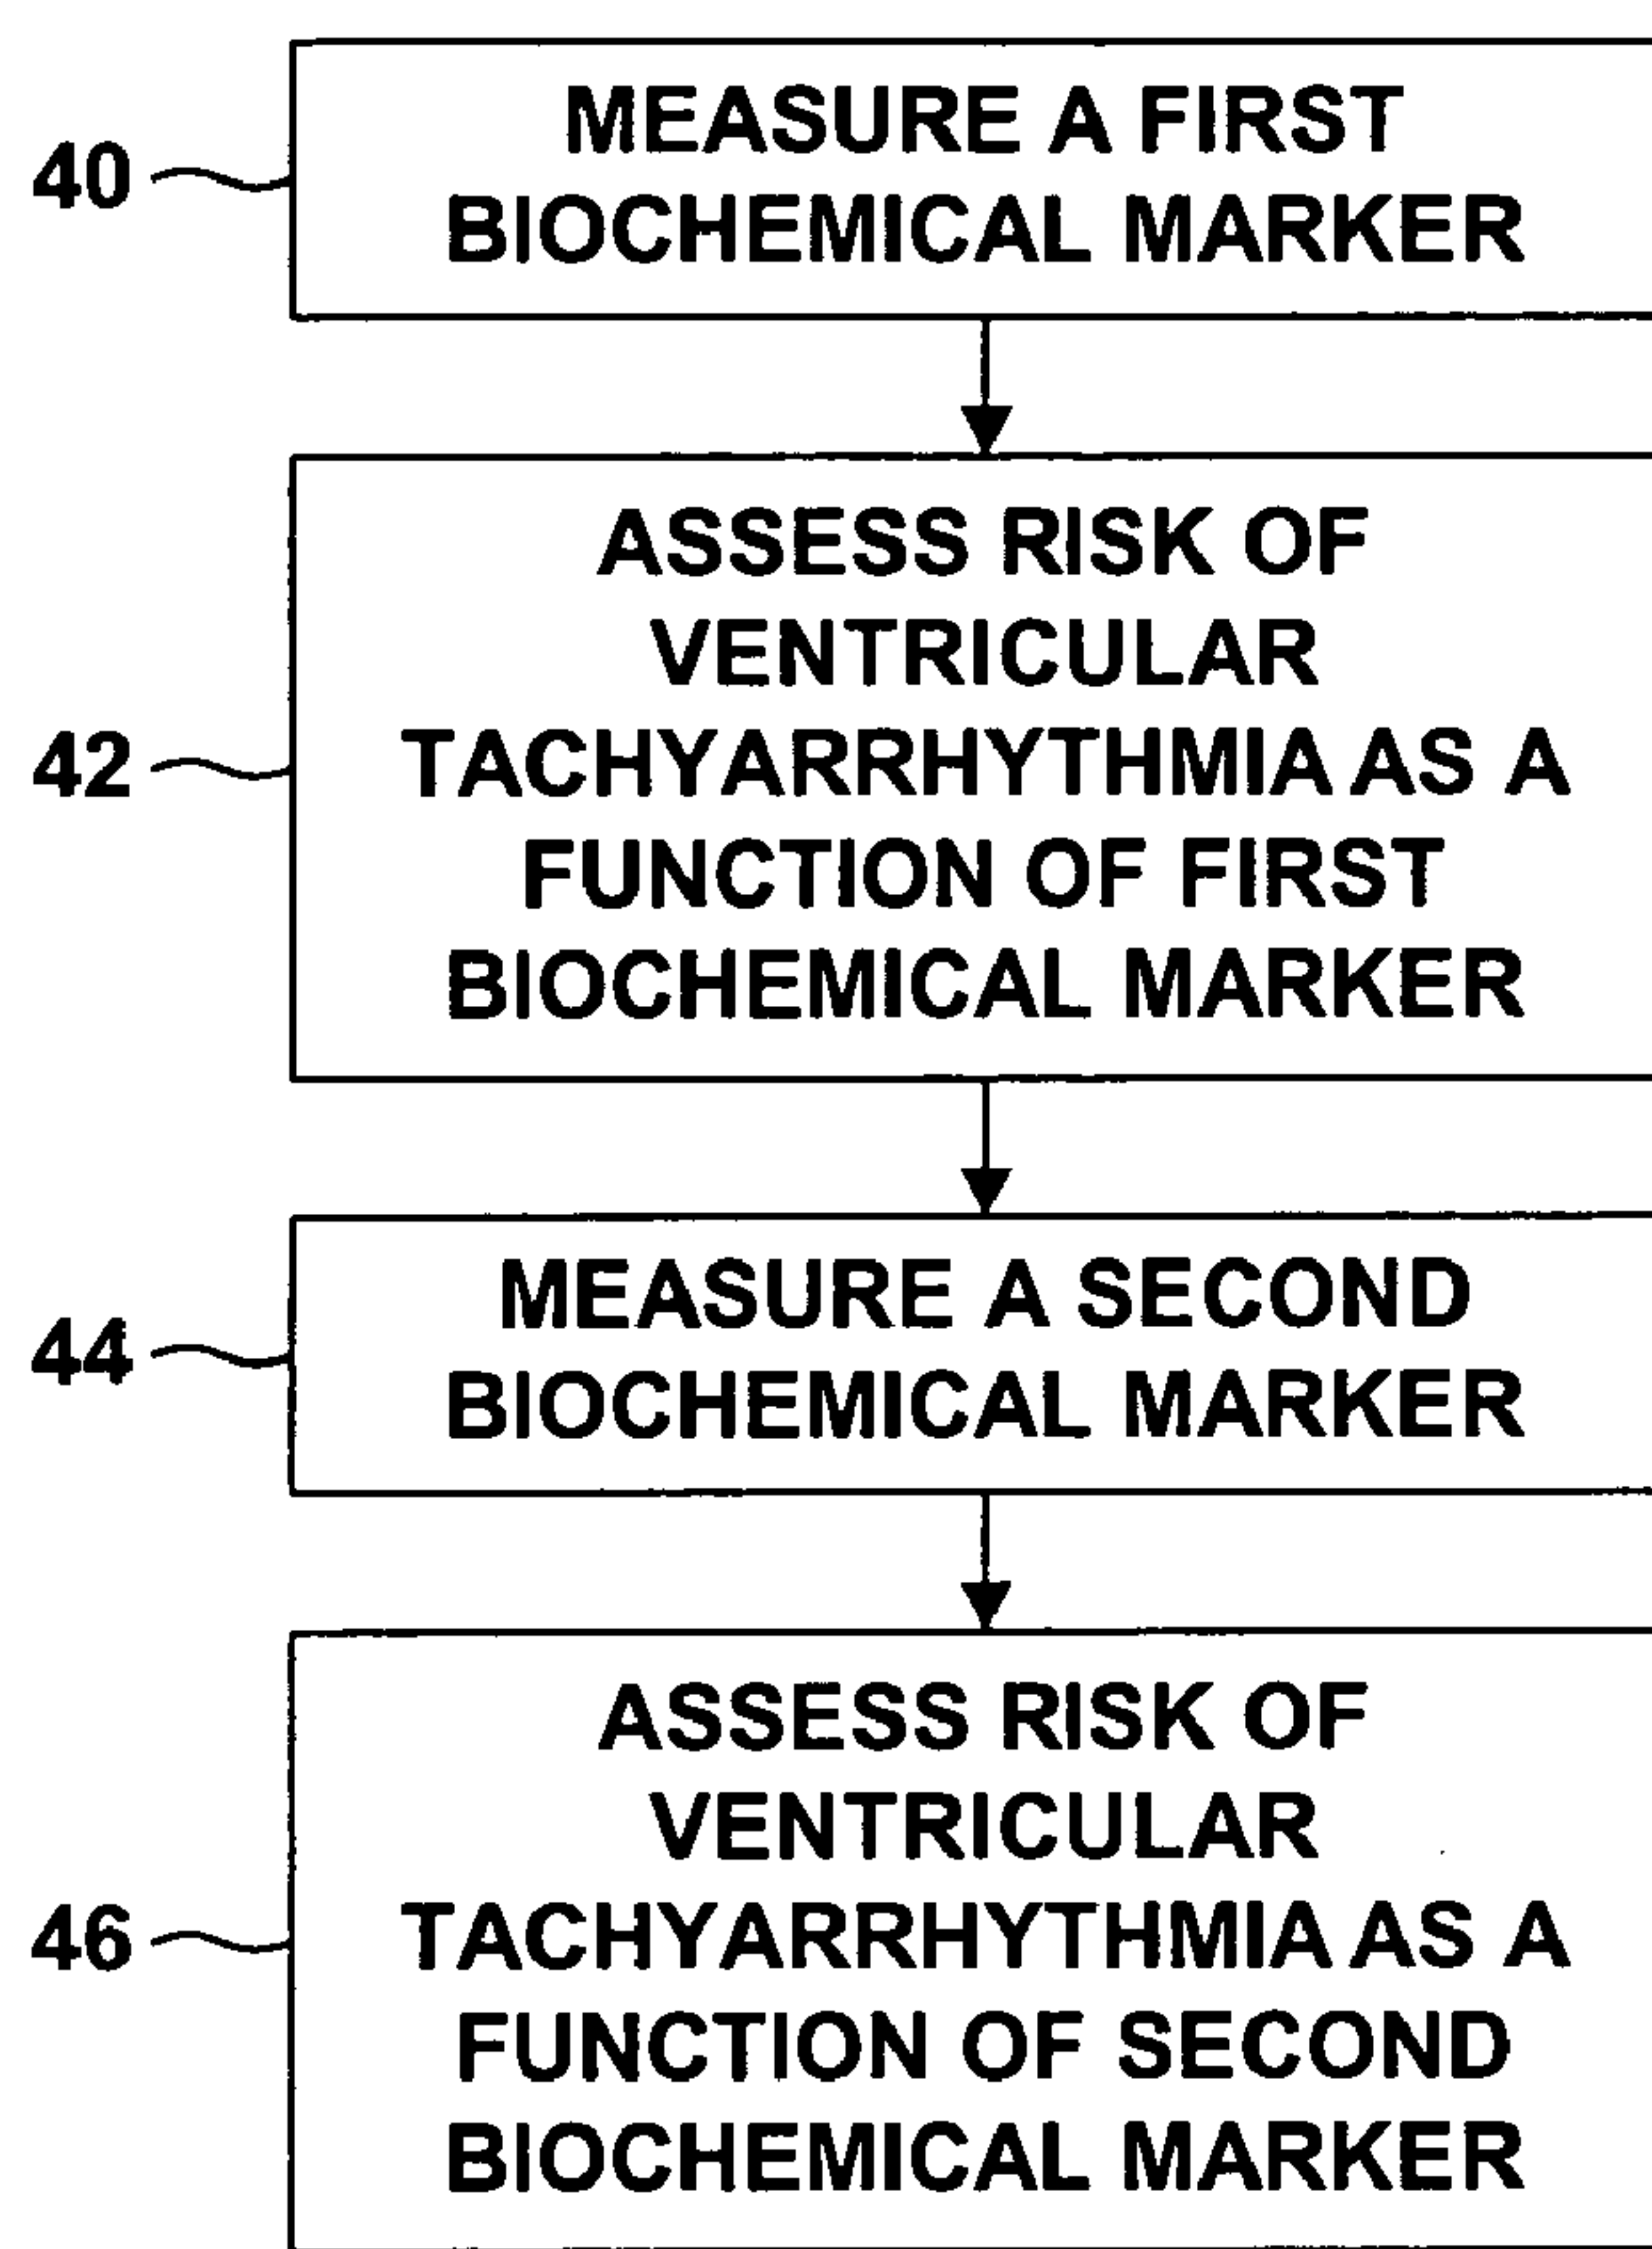 MEASURE A FIRST
40
BIOCHEMICAL MARKER
ASSESS RISK OF
VENTRICULAR
42
TACHYARRHYTHMIA AS A
FUNCTION OF FIRST
BIOCHEMICAL MARKER
MEASURE A SECOND
44
BIOCHEMICAL MARKER
ASSESS RISK OF
VENTRICULAR
46
TACHYARRHYTHMIA AS A
FUNCTION OF SECOND
BIOCHEMICAL MARKER